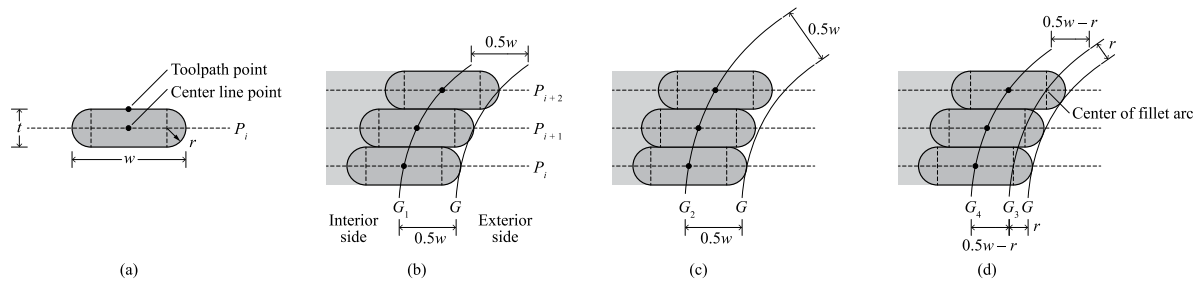 Toolpath point
Center line point
t
P_i
r
w
(a)
0.5w
P_{i+2}
P_{i+1}
P_i
G_1
G
Interior side
Exterior side
0.5w
(b)
0.5w
G_2
G
0.5w
(c)
0.5w – r
r
Center of fillet arc
G_4
G_3
G
r
0.5w – r
(d)